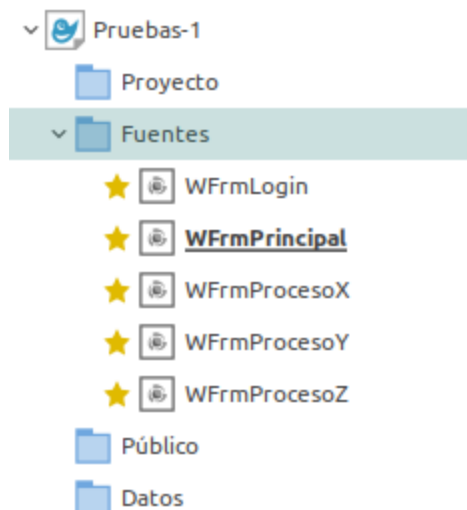 Pruebas-1
Proyecto
Fuentes
WFrmLogin
WFrmPrincipal
WFrmProcesoX
WFrmProcesoY
WFrmProcesoZ
Público
Datos